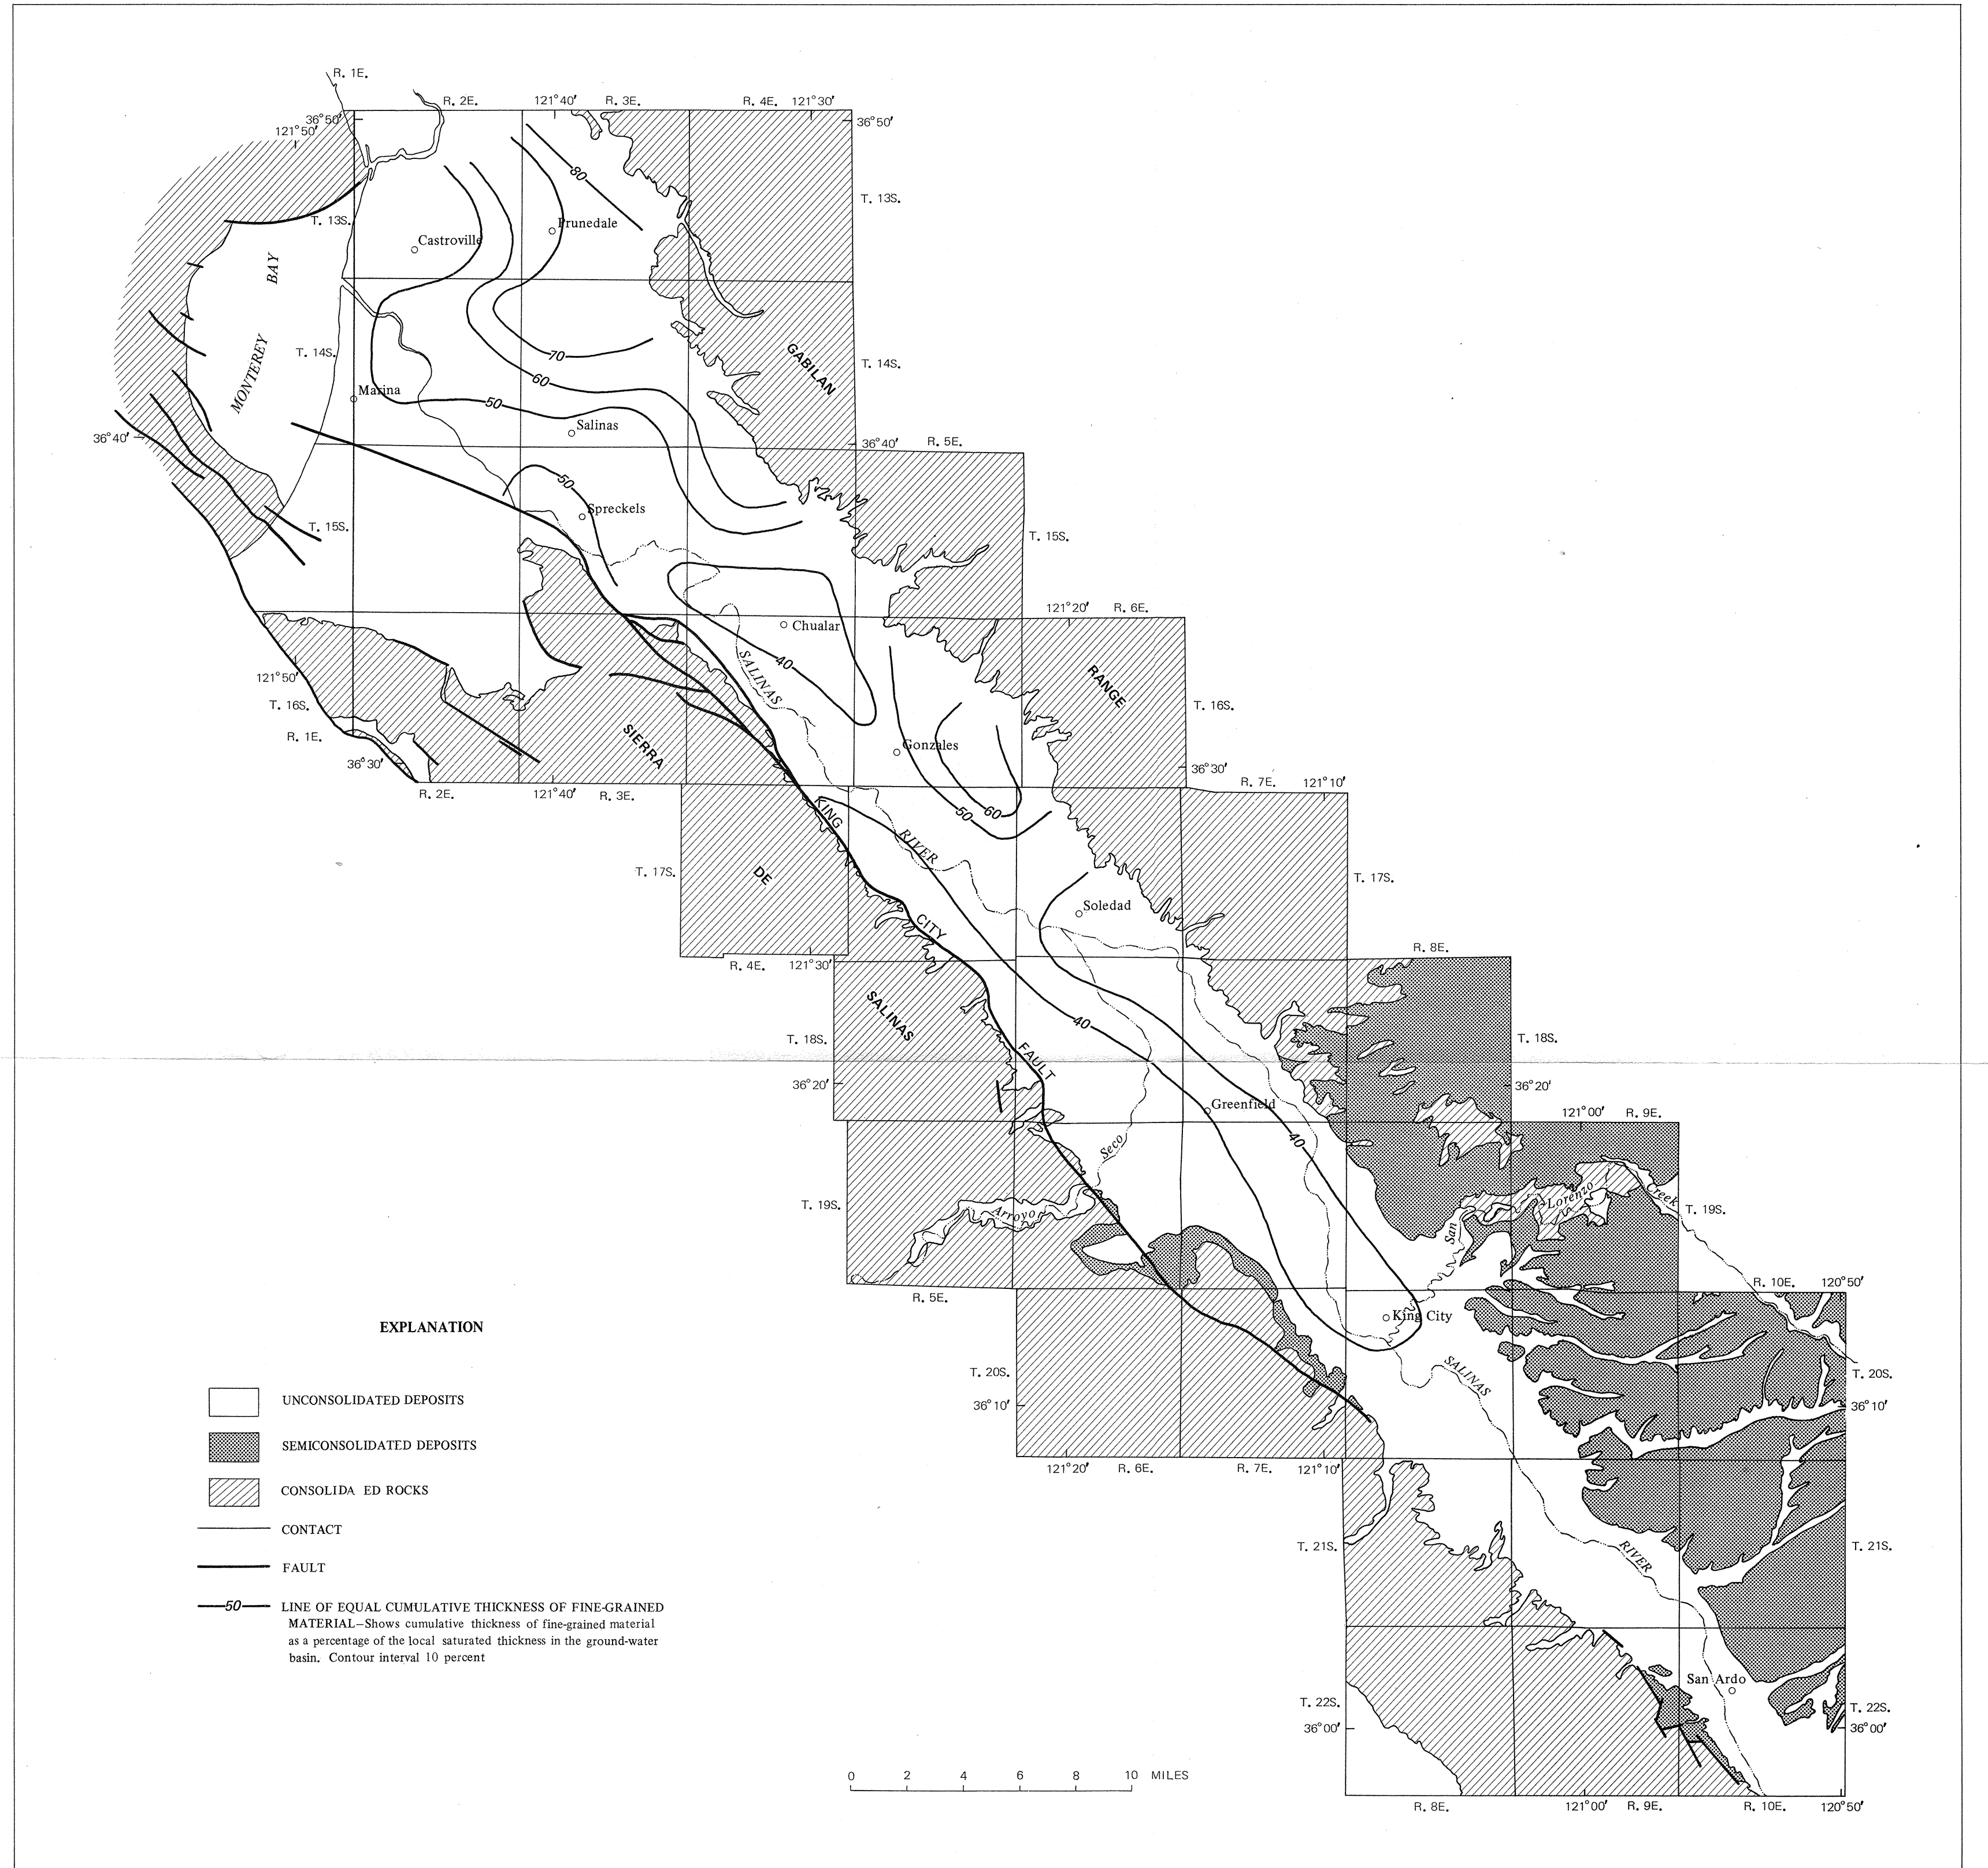 R. 1E.
R. 2E.
121°40′
R. 3E.
R. 4E.
121°30′
36°50′
121°50′
36°50′
T. 13S.
T. 13S.
80
Prunedale
Castroville
BAY
MONTEREY
T. 14S.
T. 14S.
GABILAN
70
60
50
Marina
Salinas
36°40′
36°40′
R. 5E.
50
Spreckels
T. 15S.
T. 15S.
121°20′
R. 6E.
Chualar
40
SALINAS
RANGE
121°50′
T. 16S.
T. 16S.
R. 1E.
SIERRA
Gonzales
36°30′
36°30′
R. 7E.
121°10′
R. 2E.
121°40′
R. 3E.
KING
50
60
RIVER
T. 17S.
DE
T. 17S.
Soledad
CITY
R. 8E.
R. 4E.
121°30′
SALINAS
40
T. 18S.
FAULT
T. 18S.
36°20′
36°20′
Greenfield
121°00′
R. 9E.
40
Seco
T. 19S.
Arroyo
San
Lorenzo
Creek
T. 19S.
R. 5E.
R. 10E.
120°50′
King City
SALINAS
T. 20S.
T. 20S.
36°10′
36°10′
121°20′
R. 6E.
R. 7E.
121°10′
T. 21S.
RIVER
T. 21S.
San Ardo
T. 22S.
T. 22S.
36°00′
36°00′
R. 8E.
121°00′
R. 9E.
R. 10E.
120°50′
EXPLANATION
UNCONSOLIDATED DEPOSITS
SEMICONSOLIDATED DEPOSITS
CONSOLIDA ED ROCKS
CONTACT
FAULT
50
LINE OF EQUAL CUMULATIVE THICKNESS OF FINE-GRAINED
MATERIAL—Shows cumulative thickness of fine-grained material
as a percentage of the local saturated thickness in the ground-water
basin. Contour interval 10 percent
0 2 4 6 8 10 MILES